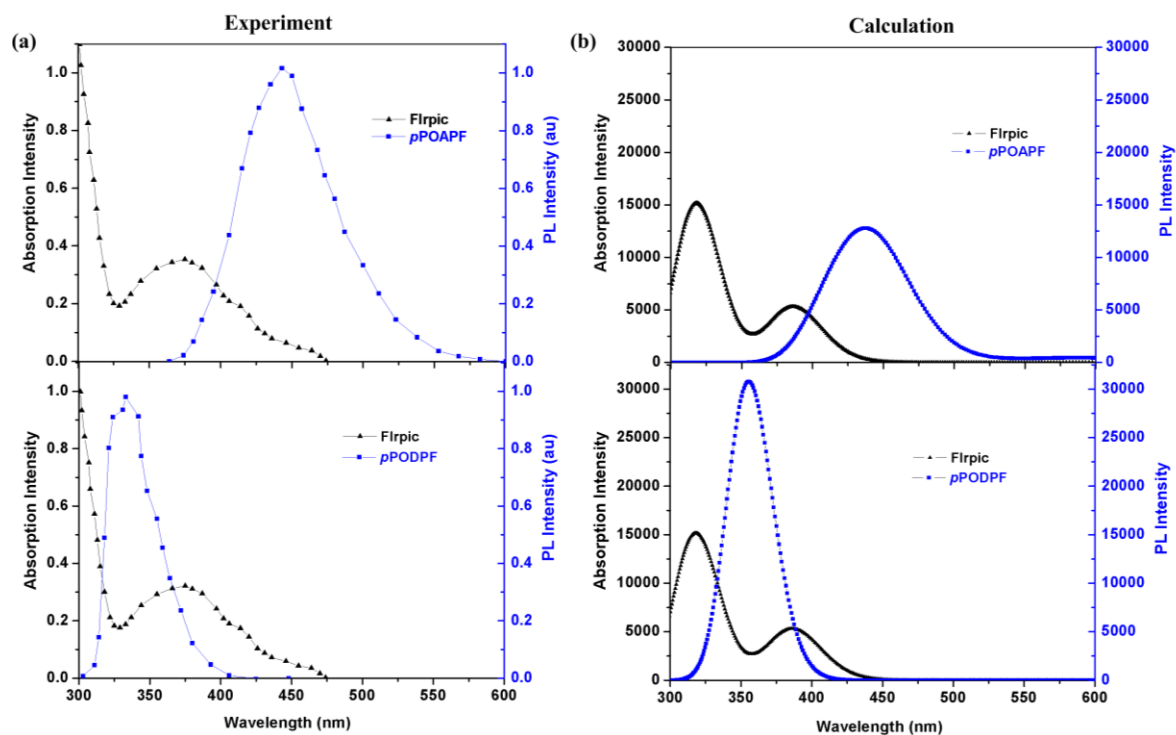 Experiment
Calculation
(a)
(b)
1.0
0.8
0.6
0.4
0.2
0.0
Absorption Intensity
FIrpic
pPOAPF
1.0
0.8
0.6
0.4
0.2
0.0
PL Intensity (au)
1.0
0.8
0.6
0.4
0.2
0.0
Absorption Intensity
FIrpic
pPODPF
1.0
0.8
0.6
0.4
0.2
0.0
PL Intensity (au)
300 350 400 450 500 550 600
Wavelength (nm)
30000
25000
20000
15000
10000
5000
0
Absorption Intensity
FIrpic
pPOAPF
30000
25000
20000
15000
10000
5000
0
PL Intensity
30000
25000
20000
15000
10000
5000
0
Absorption Intensity
FIrpic
pPODPF
30000
25000
20000
15000
10000
5000
0
PL Intensity
300 350 400 450 500 550 600
Wavelength (nm)